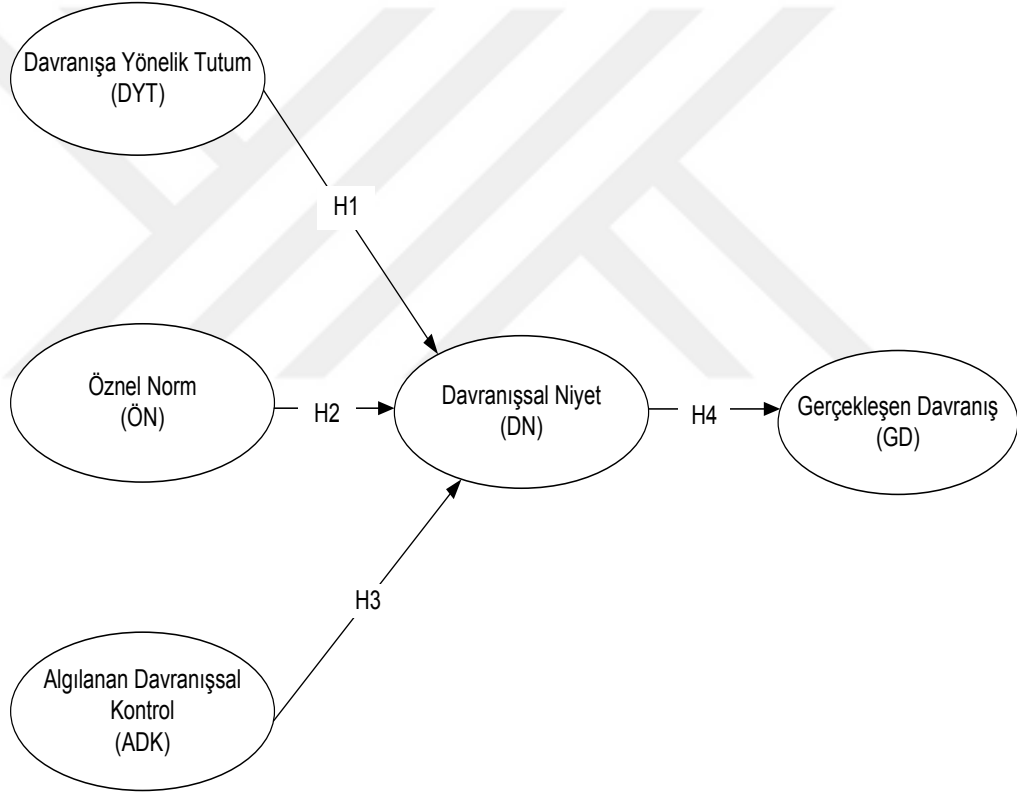 Davranışa Yönelik Tutum
(DYT)
H1
Öznel Norm
(ÖN)
H2
Davranışsal Niyet
(DN)
H4
Gerçekleşen Davranış
(GD)
H3
Algılanan Davranışsal
Kontrol
(ADK)